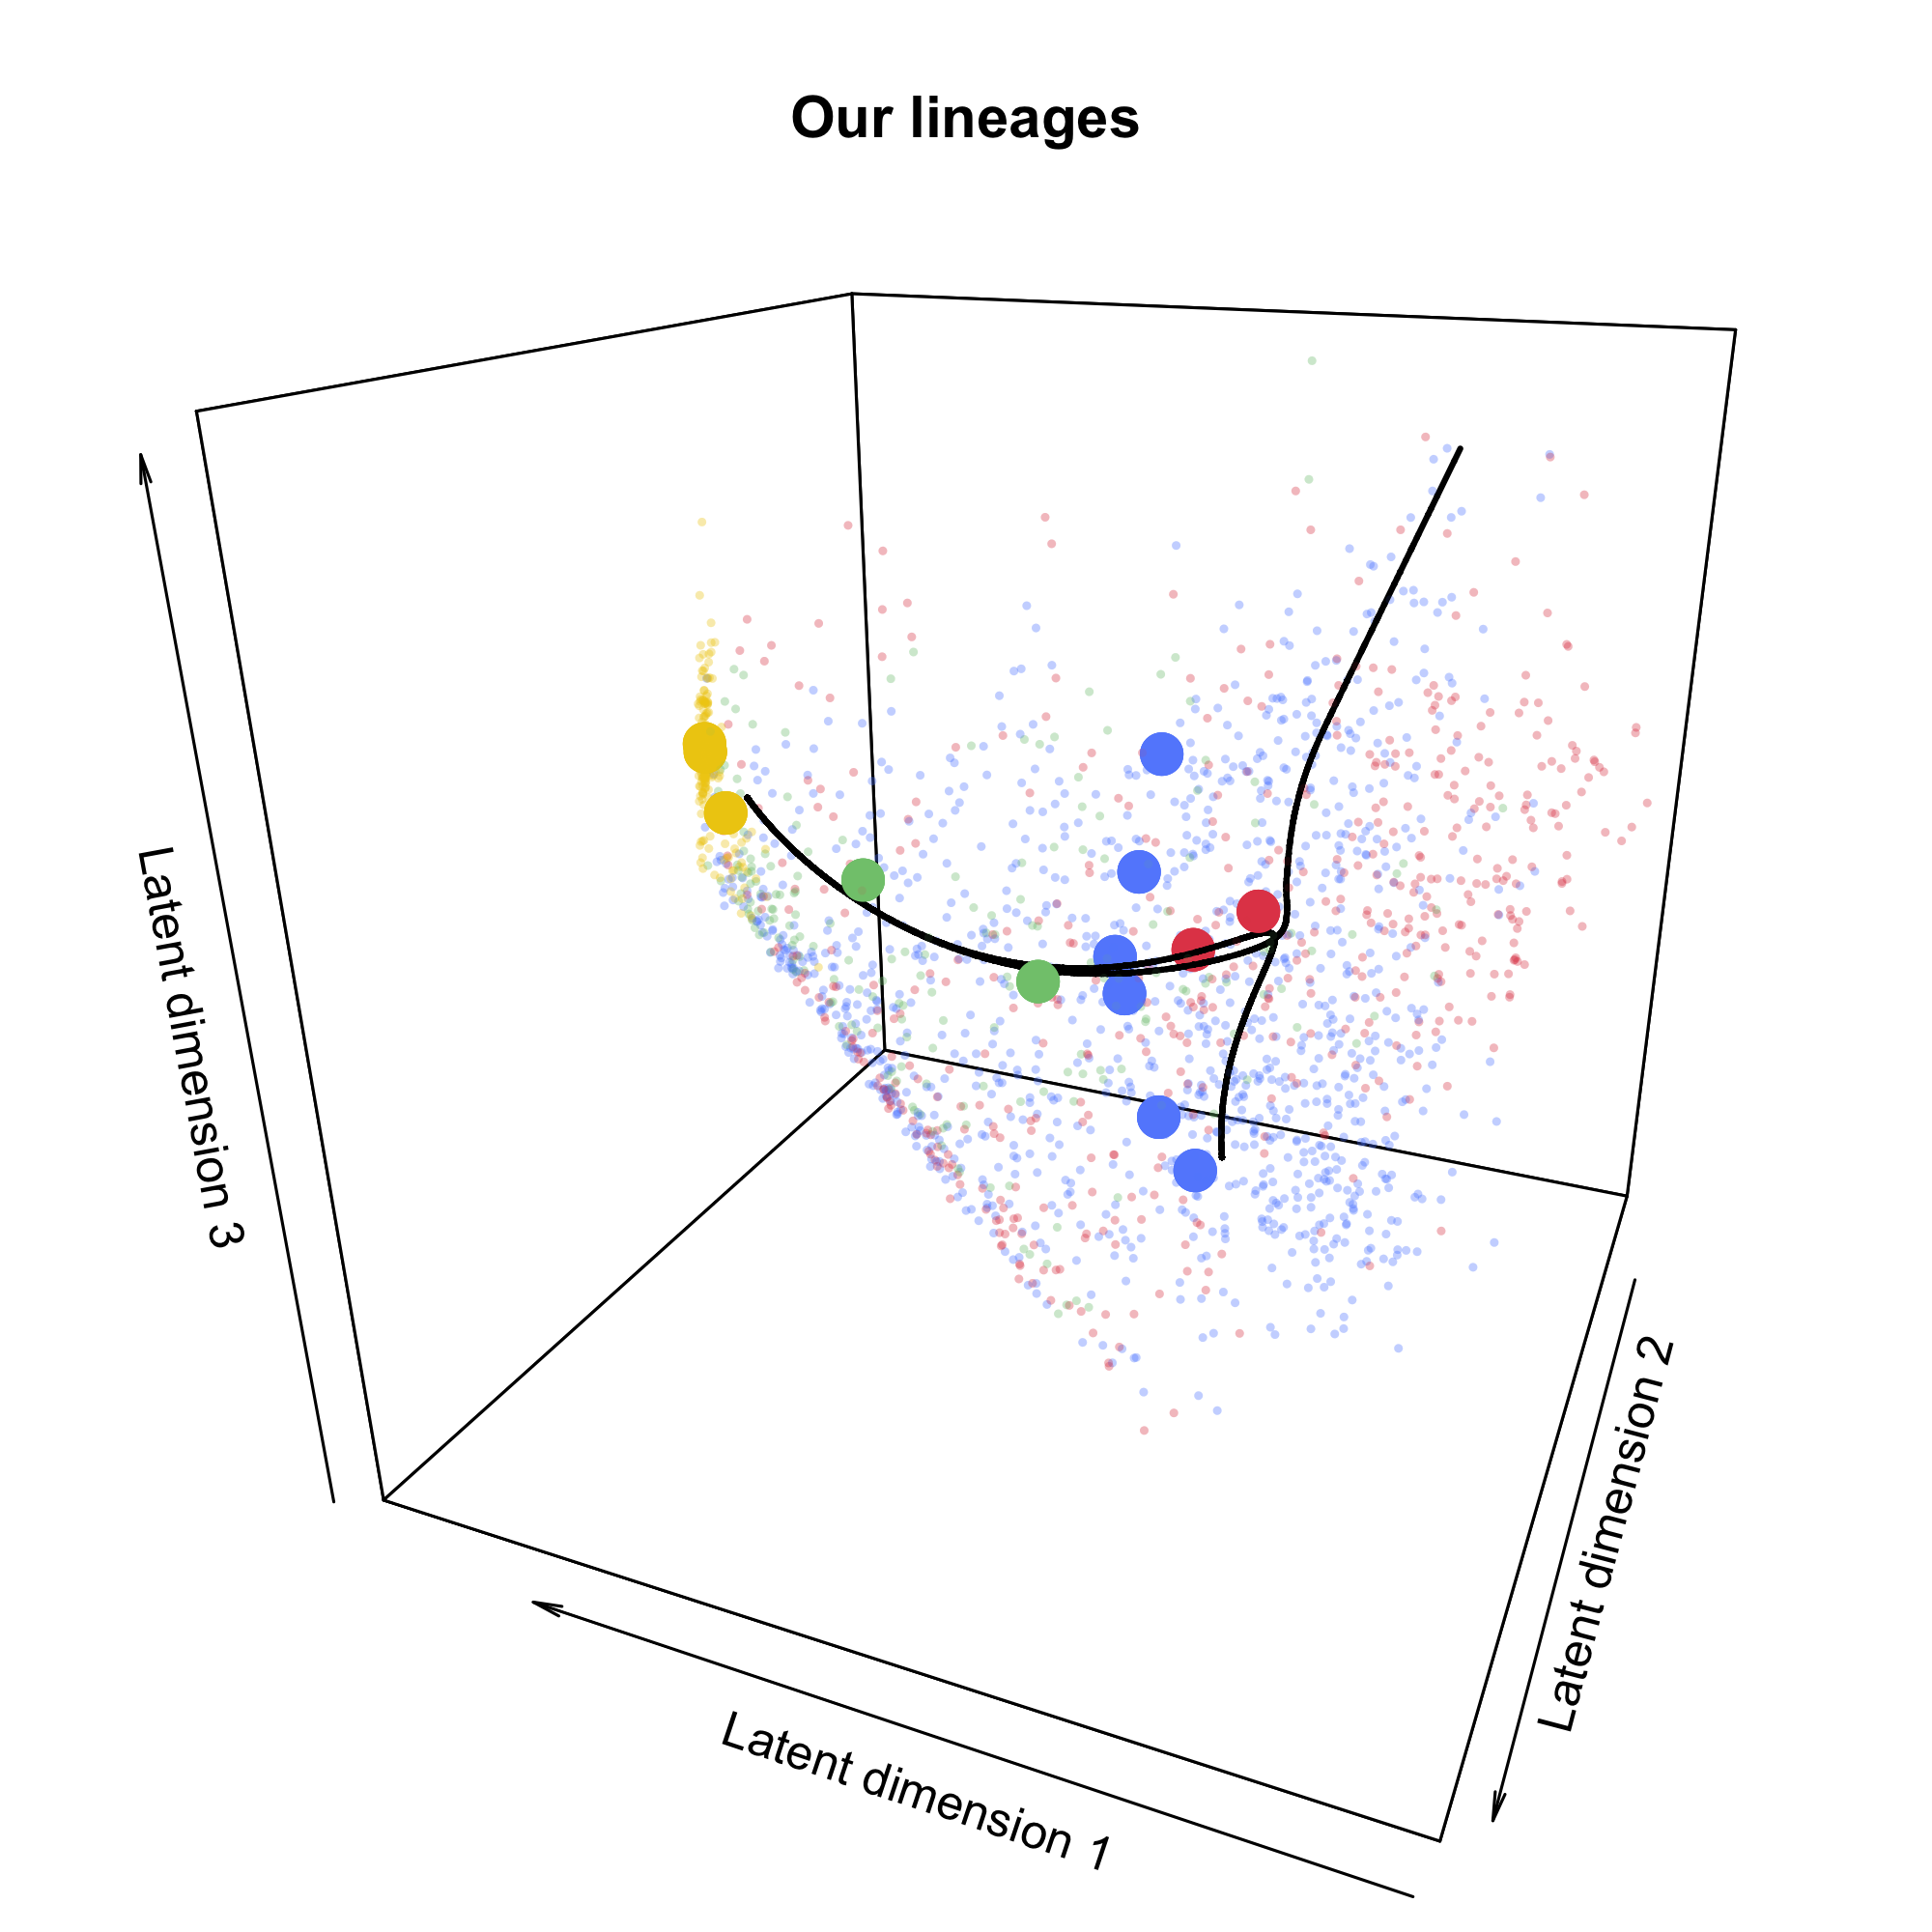 Our lineages
Latent dimension 3
Latent dimension 2
Latent dimension 1